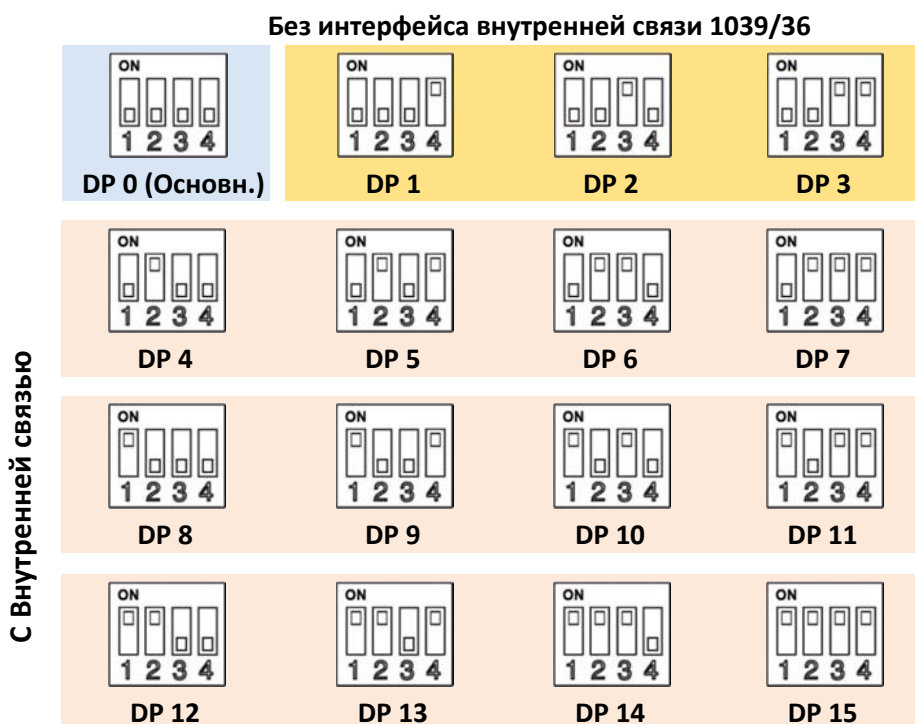 Без интерфейса внутренней связи 1039/36
ON ON ON ON
1 2 3 4 1 2 3 4 1 2 3 4 1 2 3 4
DP 0 (Основн.) DP 1 DP 2 DP 3
ON ON ON ON
1 2 3 4 1 2 3 4 1 2 3 4 1 2 3 4
DP 4 DP 5 DP 6 DP 7
С Внутренней связью
ON ON ON ON
1 2 3 4 1 2 3 4 1 2 3 4 1 2 3 4
DP 8 DP 9 DP 10 DP 11
ON ON ON ON
1 2 3 4 1 2 3 4 1 2 3 4 1 2 3 4
DP 12 DP 13 DP 14 DP 15